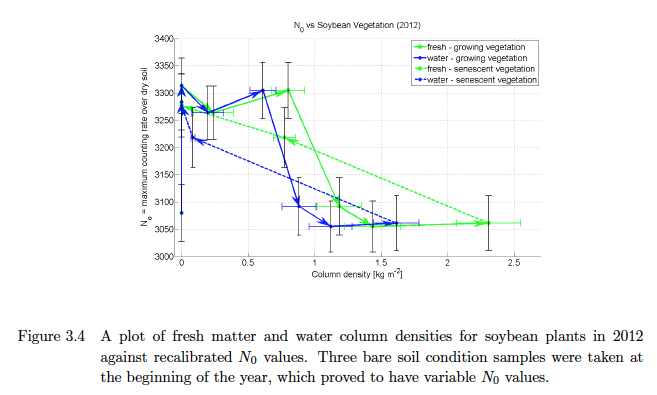 N0 vs Soybean Vegetation (2012)
3400
3350
3300
3250
3200
3150
3100
3050
3000
N0 = maximum counting rate over dry soil
fresh - growing vegetation
water - growing vegetation
fresh - senescent vegetation
water - senescent vegetation
0 0.5 1 1.5 2 2.5
Column density [kg m-2]
Figure 3.4 A plot of fresh matter and water column densities for soybean plants in 2012
against recalibrated N0 values. Three bare soil condition samples were taken at
the beginning of the year, which proved to have variable N0 values.